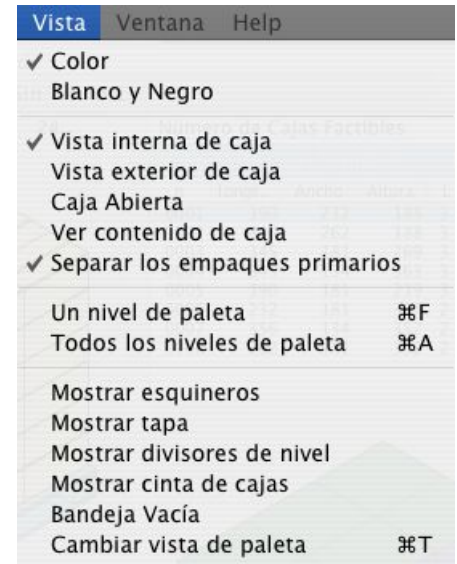 Vista Ventana Help
✓ Color
Blanco y Negro
✓ Vista interna de caja
Vista exterior de caja
Caja Abierta
Ver contenido de caja
✓ Separar los empaques primarios
Un nivel de paleta ⌘F
Todos los niveles de paleta ⌘A
Mostrar esquineros
Mostrar tapa
Mostrar divisores de nivel
Mostrar cinta de cajas
Bandeja Vacía
Cambiar vista de paleta ⌘T